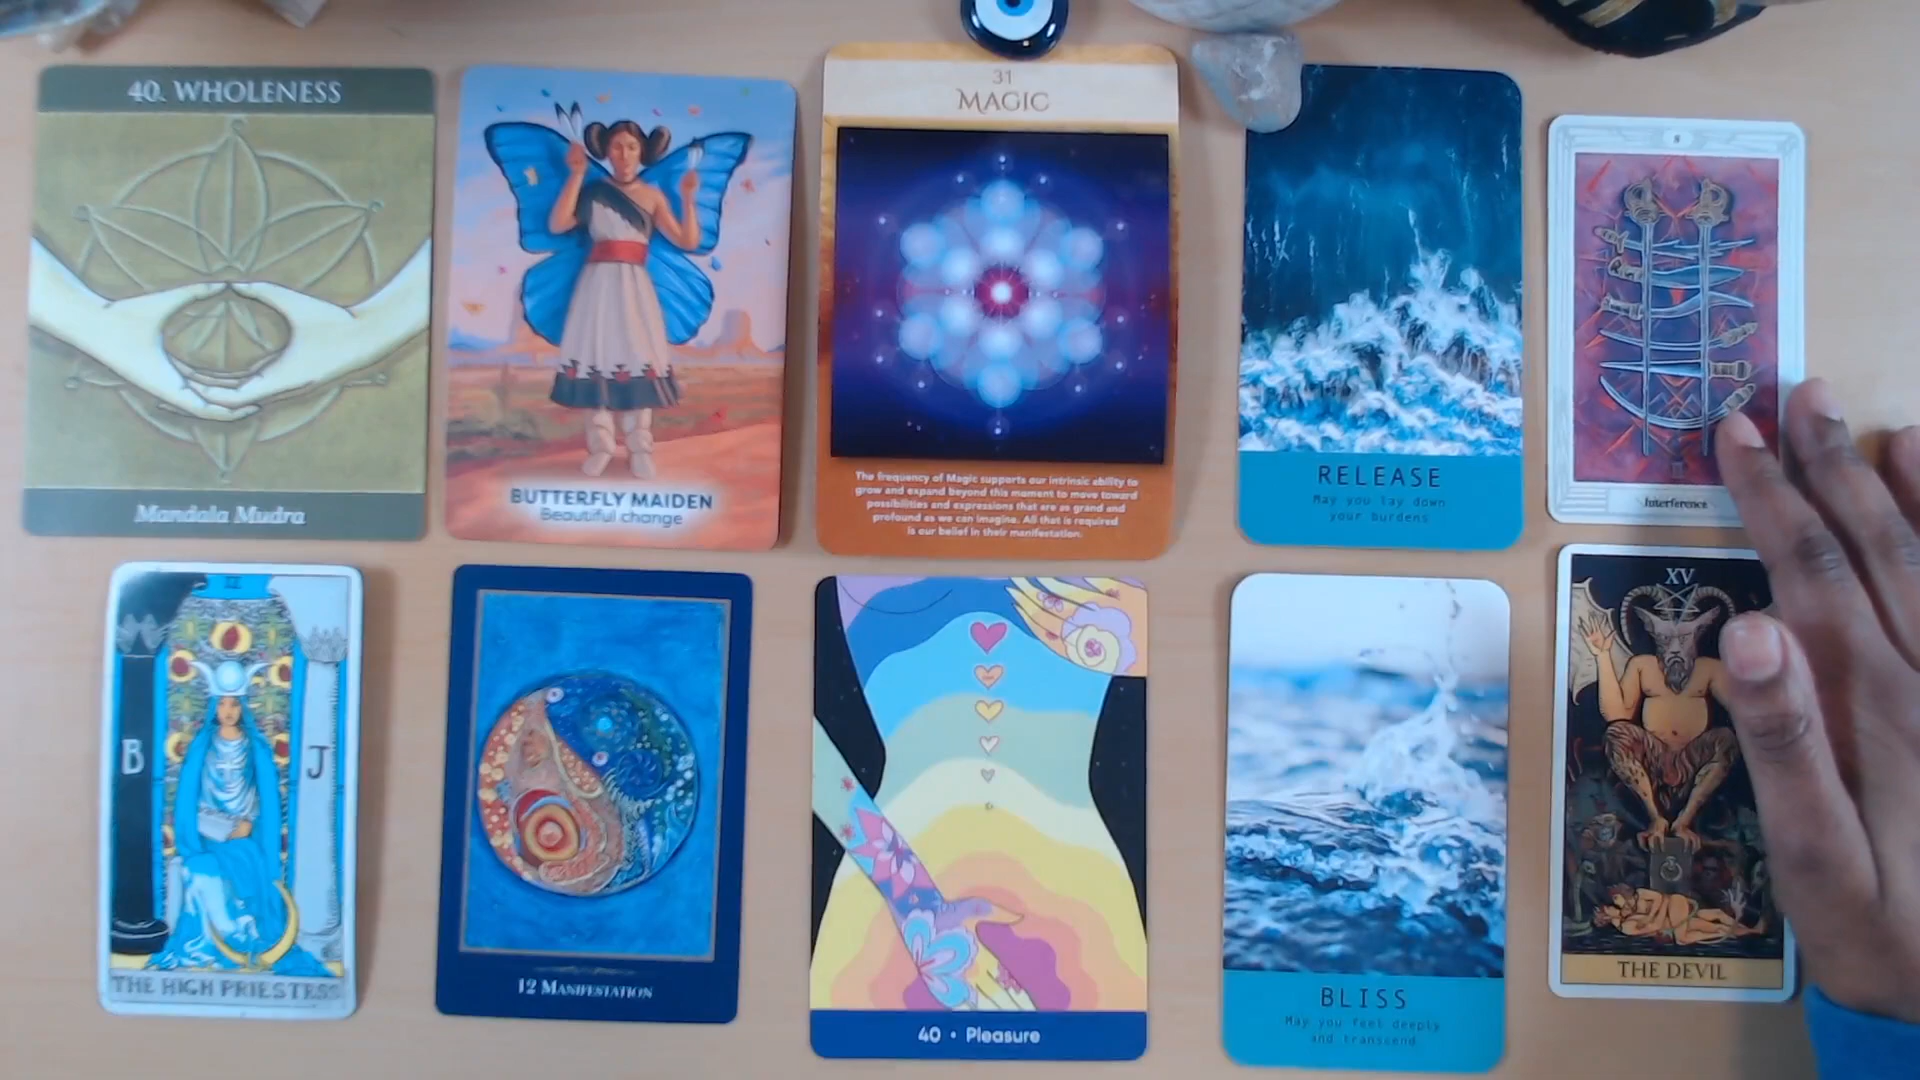 40. WHOLENESS
Mandala Mudra
BUTTERFLY MAIDEN
Beautiful change
31
MAGIC
The frequency of Magic supports our intrinsic ability to
grow and expand beyond this moment to move toward
possibilities and expressions that are as grand and
profound as we can imagine. All that is required
is our belief in their manifestation.
RELEASE
May you lay down
your burdens
8
Interference
II
B
J
THE HIGH PRIESTESS
12 MANIFESTATION
40 • Pleasure
BLISS
May you feel deeply
and transcend
XV
THE DEVIL